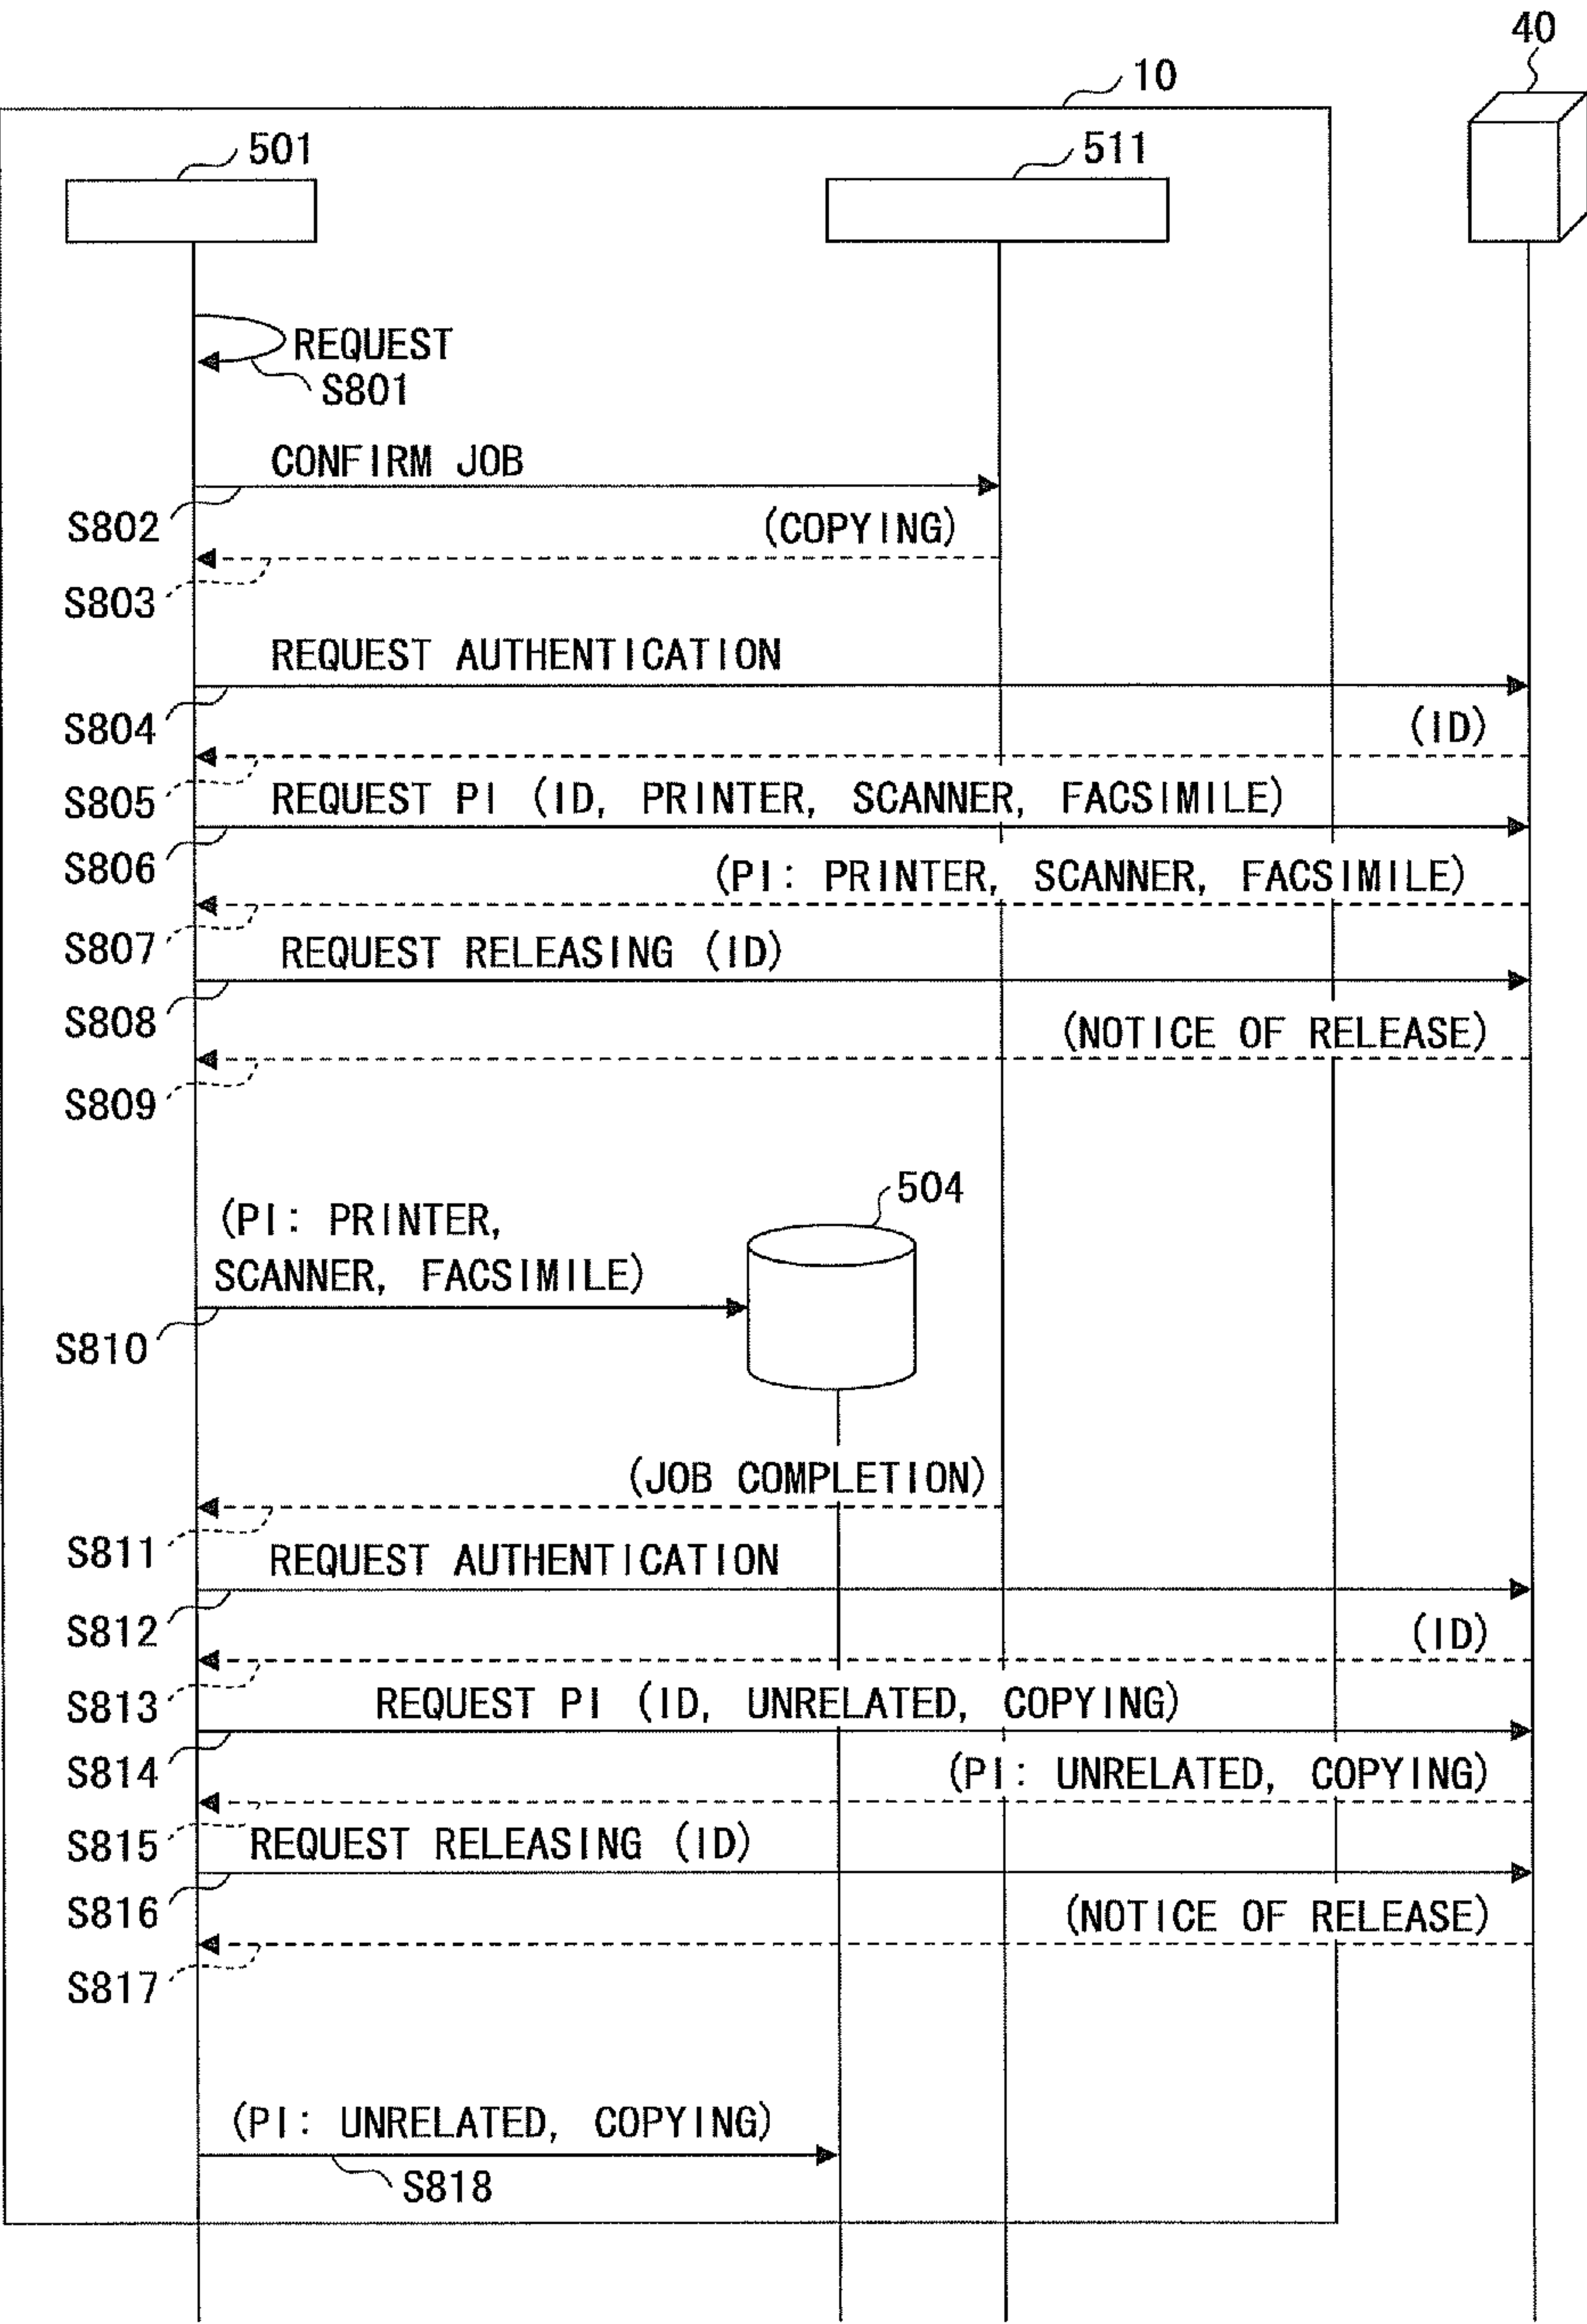 40
10
501
511
REQUEST
S801
CONFIRM JOB
S802
(COPYING)
S803
REQUEST AUTHENTICATION
S804
(ID)
S805
REQUEST PI (ID, PRINTER, SCANNER, FACSIMILE)
S806
(PI: PRINTER, SCANNER, FACSIMILE)
S807
REQUEST RELEASING (ID)
S808
(NOTICE OF RELEASE)
S809
504
(PI: PRINTER,
SCANNER, FACSIMILE)
S810
(JOB COMPLETION)
S811
REQUEST AUTHENTICATION
S812
(ID)
S813
REQUEST PI (ID, UNRELATED, COPYING)
S814
(PI: UNRELATED, COPYING)
S815
REQUEST RELEASING (ID)
S816
(NOTICE OF RELEASE)
S817
(PI: UNRELATED, COPYING)
S818